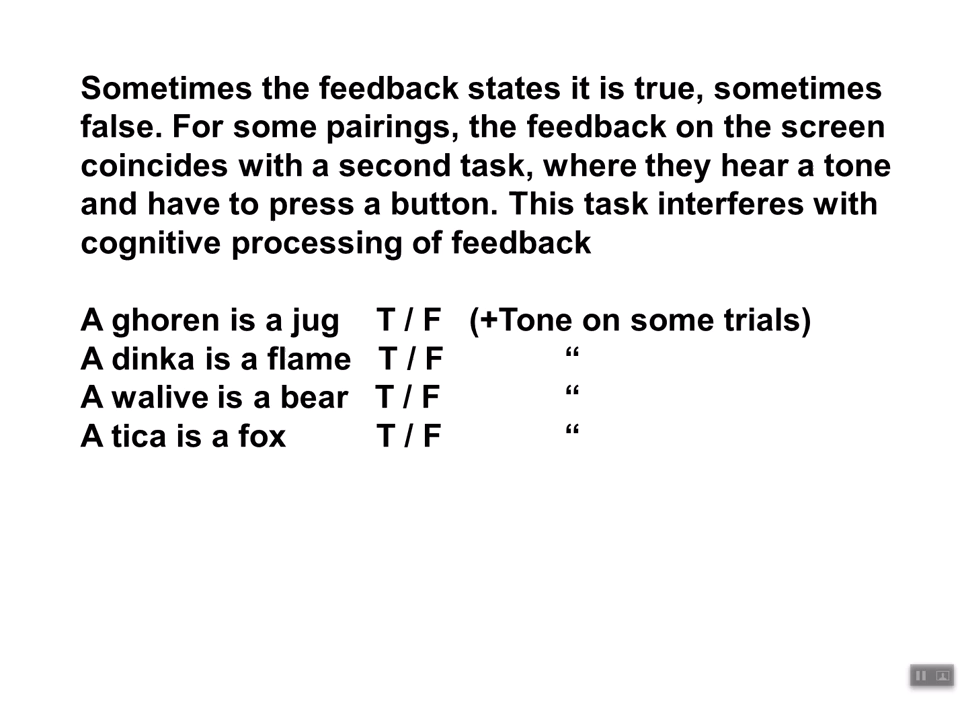 Sometimes the feedback states it is true, sometimes
false. For some pairings, the feedback on the screen
coincides with a second task, where they hear a tone
and have to press a button. This task interferes with
cognitive processing of feedback
A ghoren is a jug T / F (+Tone on some trials)
A dinka is a flame T / F “
A walive is a bear T / F “
A tica is a fox T / F “